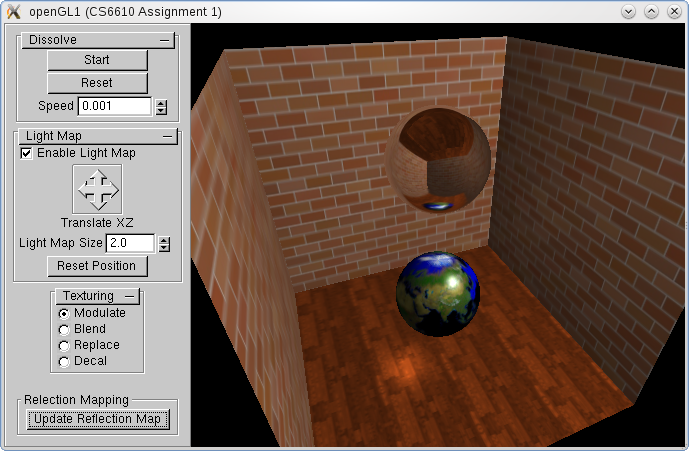 openGL1 (CS6610 Assignment 1)
Dissolve
Start
Reset
Speed 0.001
Light Map
Enable Light Map
Translate XZ
Light Map Size 2.0
Reset Position
Texturing
Modulate
Blend
Replace
Decal
Relection Mapping
Update Reflection Map